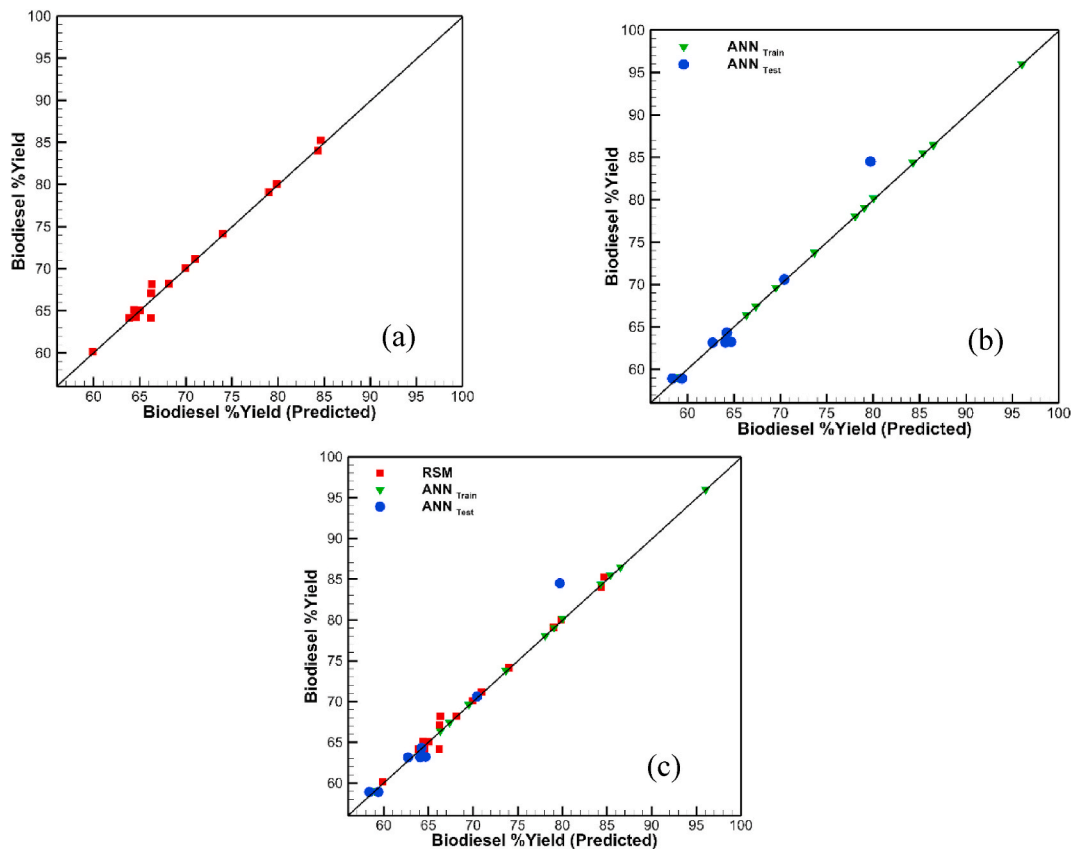 100
95
90
85
80
75
70
65
60
Biodiesel %Yield
(a)
60 65 70 75 80 85 90 95 100
Biodiesel %Yield (Predicted)
100
95
90
85
80
75
70
65
60
Biodiesel %Yield
ANN Train
ANN Test
(b)
60 65 70 75 80 85 90 95 100
Biodiesel %Yield (Predicted)
100
95
90
85
80
75
70
65
60
Biodiesel %Yield
RSM
ANN Train
ANN Test
(c)
60 65 70 75 80 85 90 95 100
Biodiesel %Yield (Predicted)